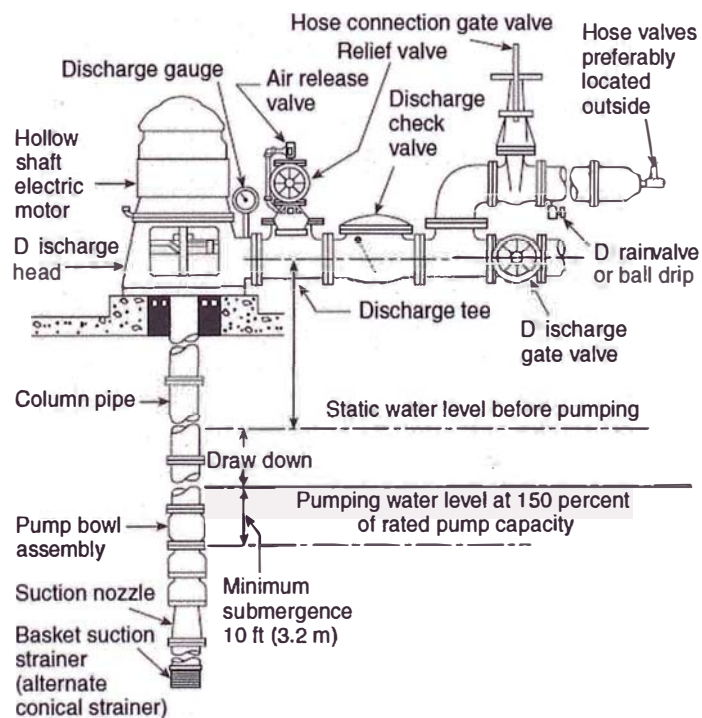 Hose connection gate valve
Relief valve
Hose valves
preferably
located
outside
Discharge gauge
Air release
valve
Discharge
check
valve
Hollow
shaft
electric
motor
D ischarge
head
D rainvalve
or ball drip
Discharge tee
D ischarge
gate valve
Column pipe
Static water level before pumping
Draw down
Pumping water level at 150 percent
of rated pump capacity
Pump bowl
assembly
Minimum
submergence
10 ft (3.2 m)
Suction nozzle
Basket suction
strainer
(alternate
conical strainer)